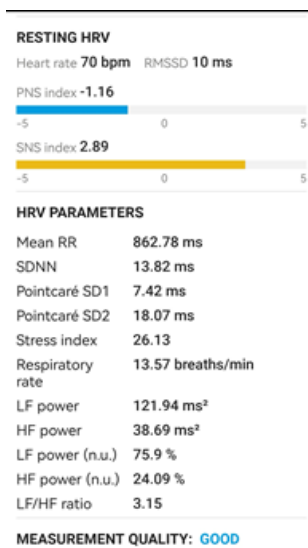 RESTING HRV
Heart rate 70 bpm RMSSD 10 ms
PNS index -1.16
-5 0 5
SNS index 2.89
-5 0 5
HRV PARAMETERS
Mean RR 862.78 ms
SDNN 13.82 ms
Pointcaré SD1 7.42 ms
Pointcaré SD2 18.07 ms
Stress index 26.13
Respiratory 13.57 breaths/min
rate
LF power 121.94 ms²
HF power 38.69 ms²
LF power (n.u.) 75.9 %
HF power (n.u.) 24.09 %
LF/HF ratio 3.15
MEASUREMENT QUALITY: GOOD